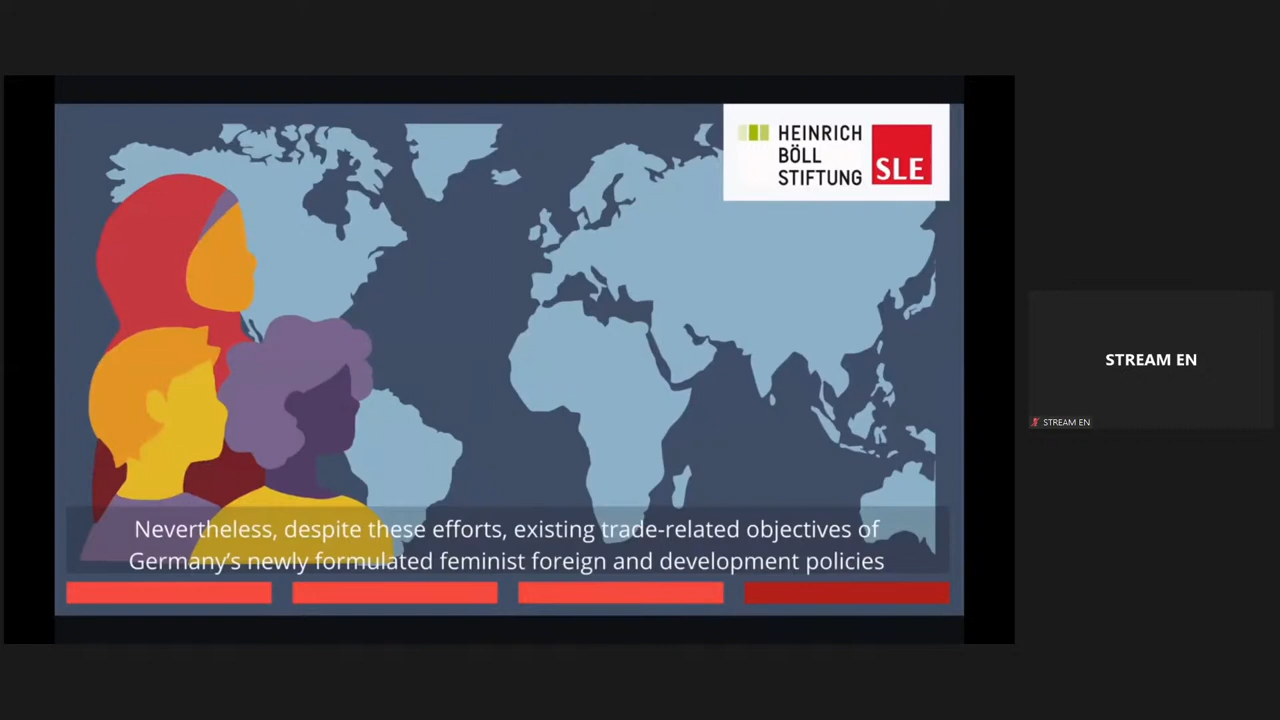 HEINRICH
BÖLL
STIFTUNG
SLE
Nevertheless, despite these efforts, existing trade-related objectives of
Germany's newly formulated feminist foreign and development policies
STREAM EN
STREAM EN